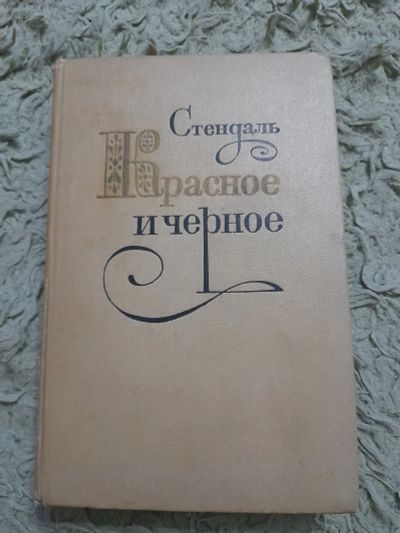 Стендаль
Красное
и черное